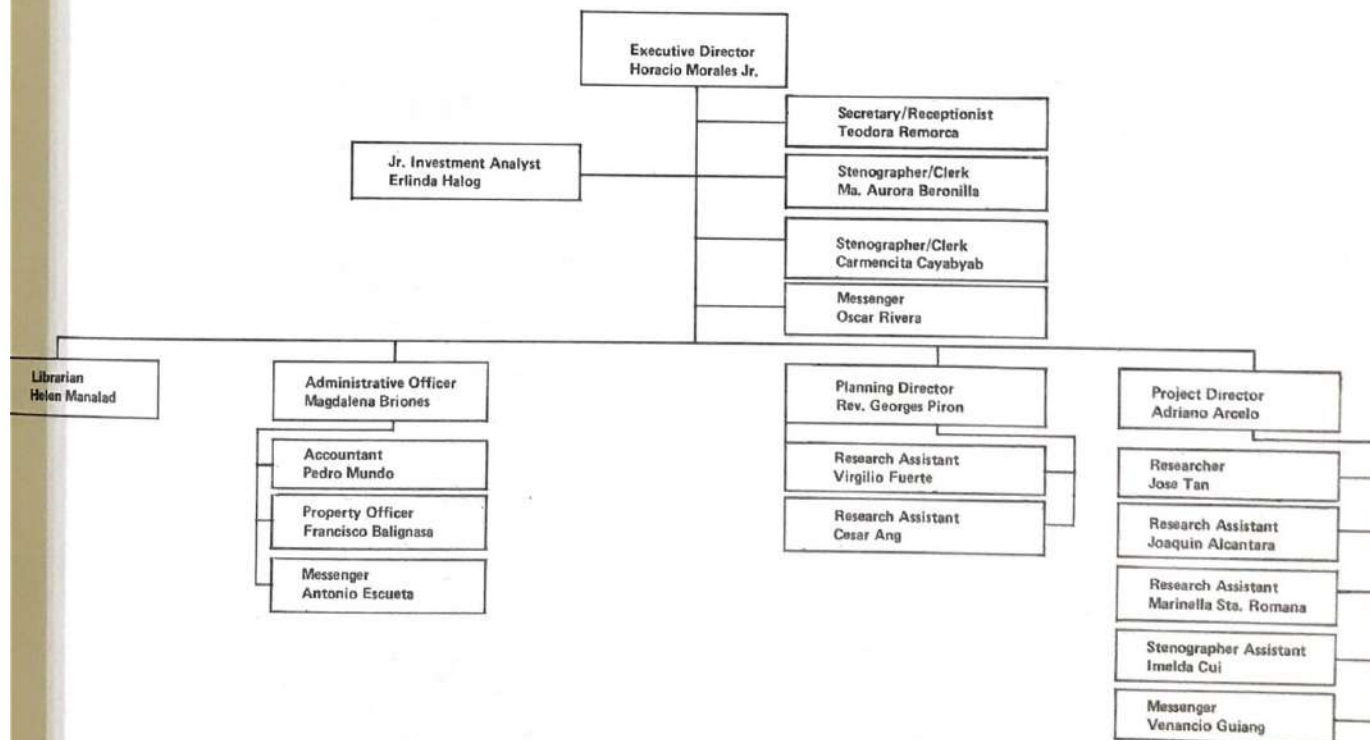 Executive Director
Horacio Morales Jr.
Secretary/Receptionist
Teodora Remorca
Jr. Investment Analyst
Erlinda Halog
Stenographer/Clerk
Ma. Aurora Beronilla
Stenographer/Clerk
Carmencita Cayabyab
Messenger
Oscar Rivera
Librarian
Helen Manalad
Administrative Officer
Magdalena Briones
Accountant
Pedro Mundo
Property Officer
Francisco Balignasa
Messenger
Antonio Escueta
Planning Director
Rev. Georges Piron
Research Assistant
Virgilio Fuerte
Research Assistant
Cesar Ang
Project Director
Adriano Arcelo
Researcher
Jose Tan
Research Assistant
Joaquin Alcantara
Research Assistant
Marinella Sta. Romana
Stenographer Assistant
Imelda Cui
Messenger
Venancio Guiang